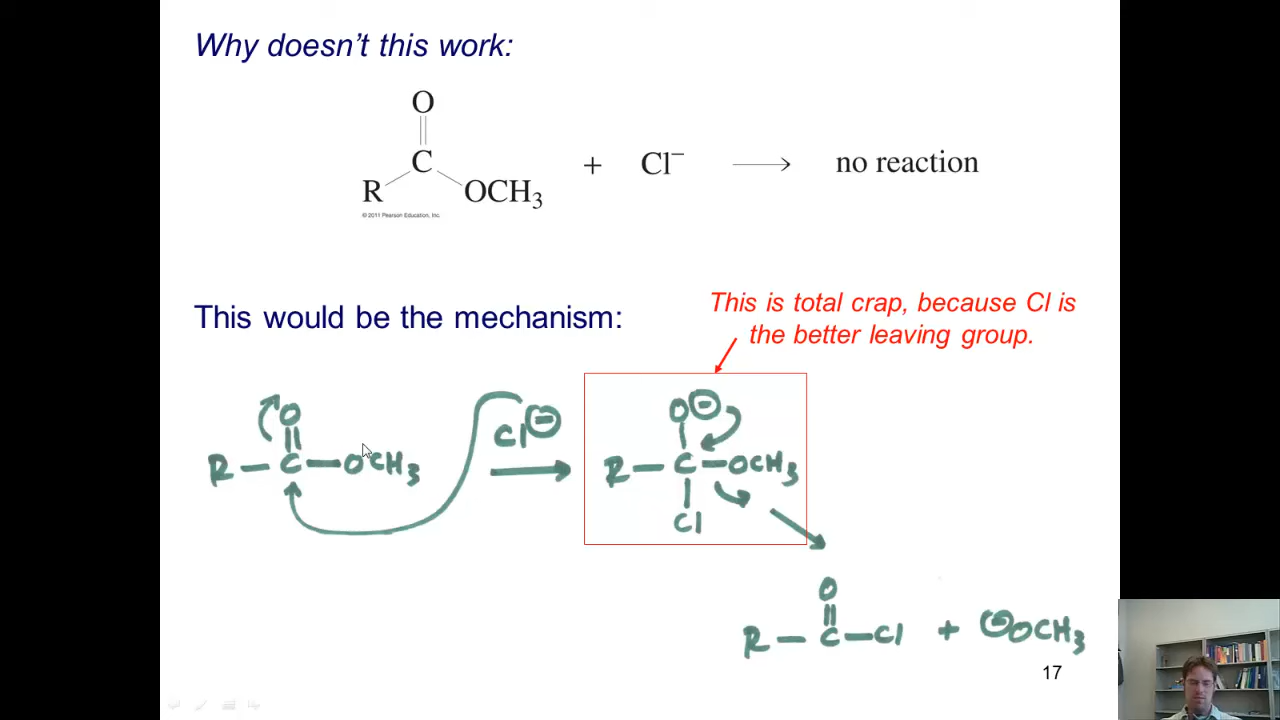 Why doesn't this work:
O
C
R OCH3 + Cl− → no reaction
© 2011 Pearson Education, Inc.
This is total crap, because Cl is
the better leaving group.
This would be the mechanism:
O Cl⊖ → O⊖
R — C — OCH3 R — C — OCH3
Cl
O
R — C — Cl + ⊖OCH3
17